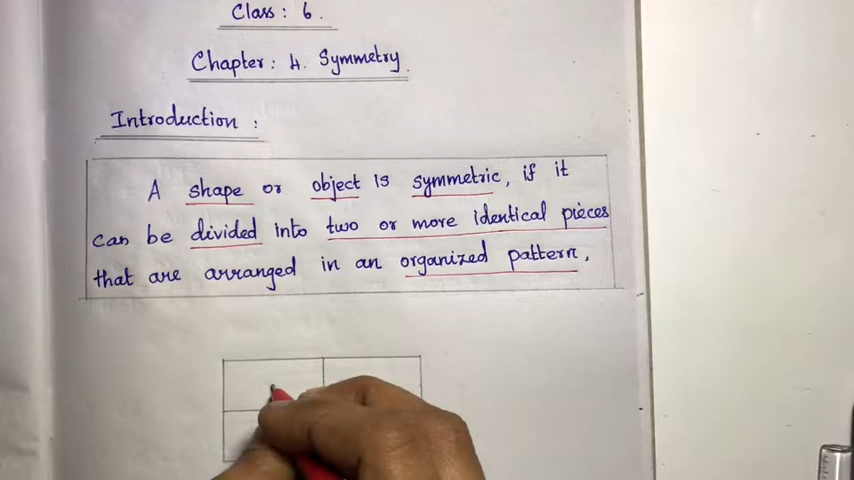 Class : 6.
Chapter : 4. Symmetry.
Introduction :
A shape or object is symmetric, if it
can be divided into two or more identical pieces
that are arranged in an organized pattern.